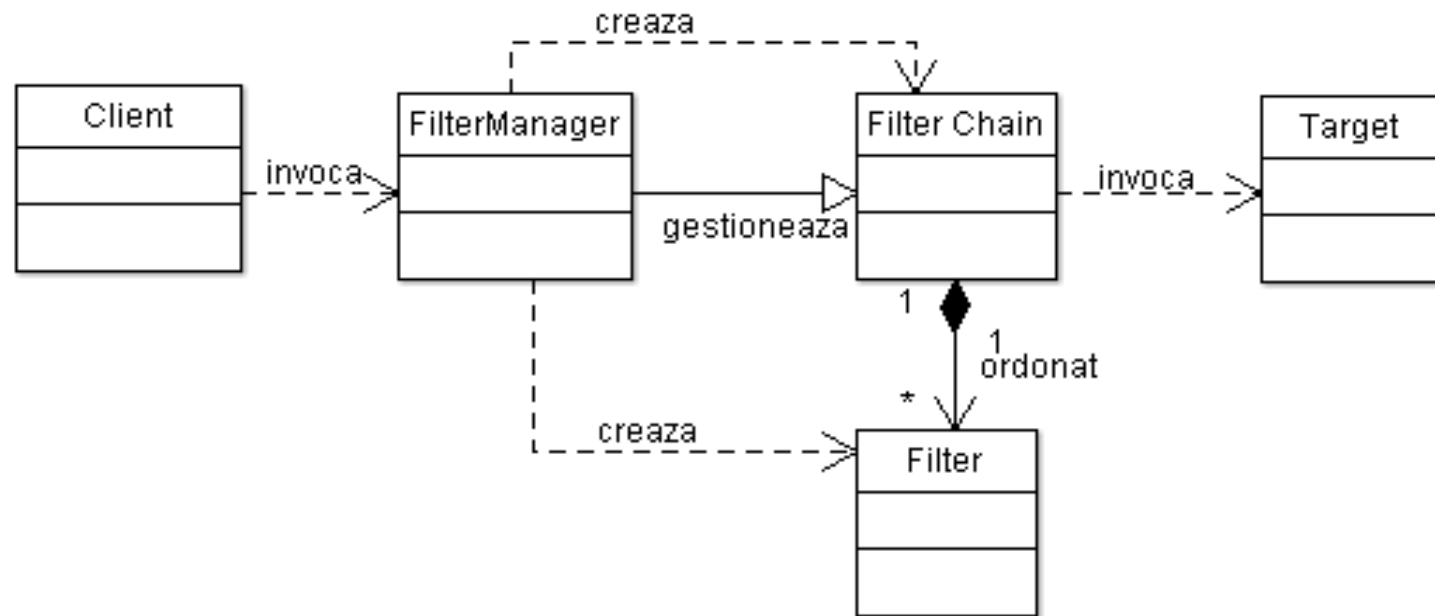 creaza
Client
FilterManager
Filter Chain
Target
invoca
invoca
gestioneaza
1
1
ordonat
*
creaza
Filter